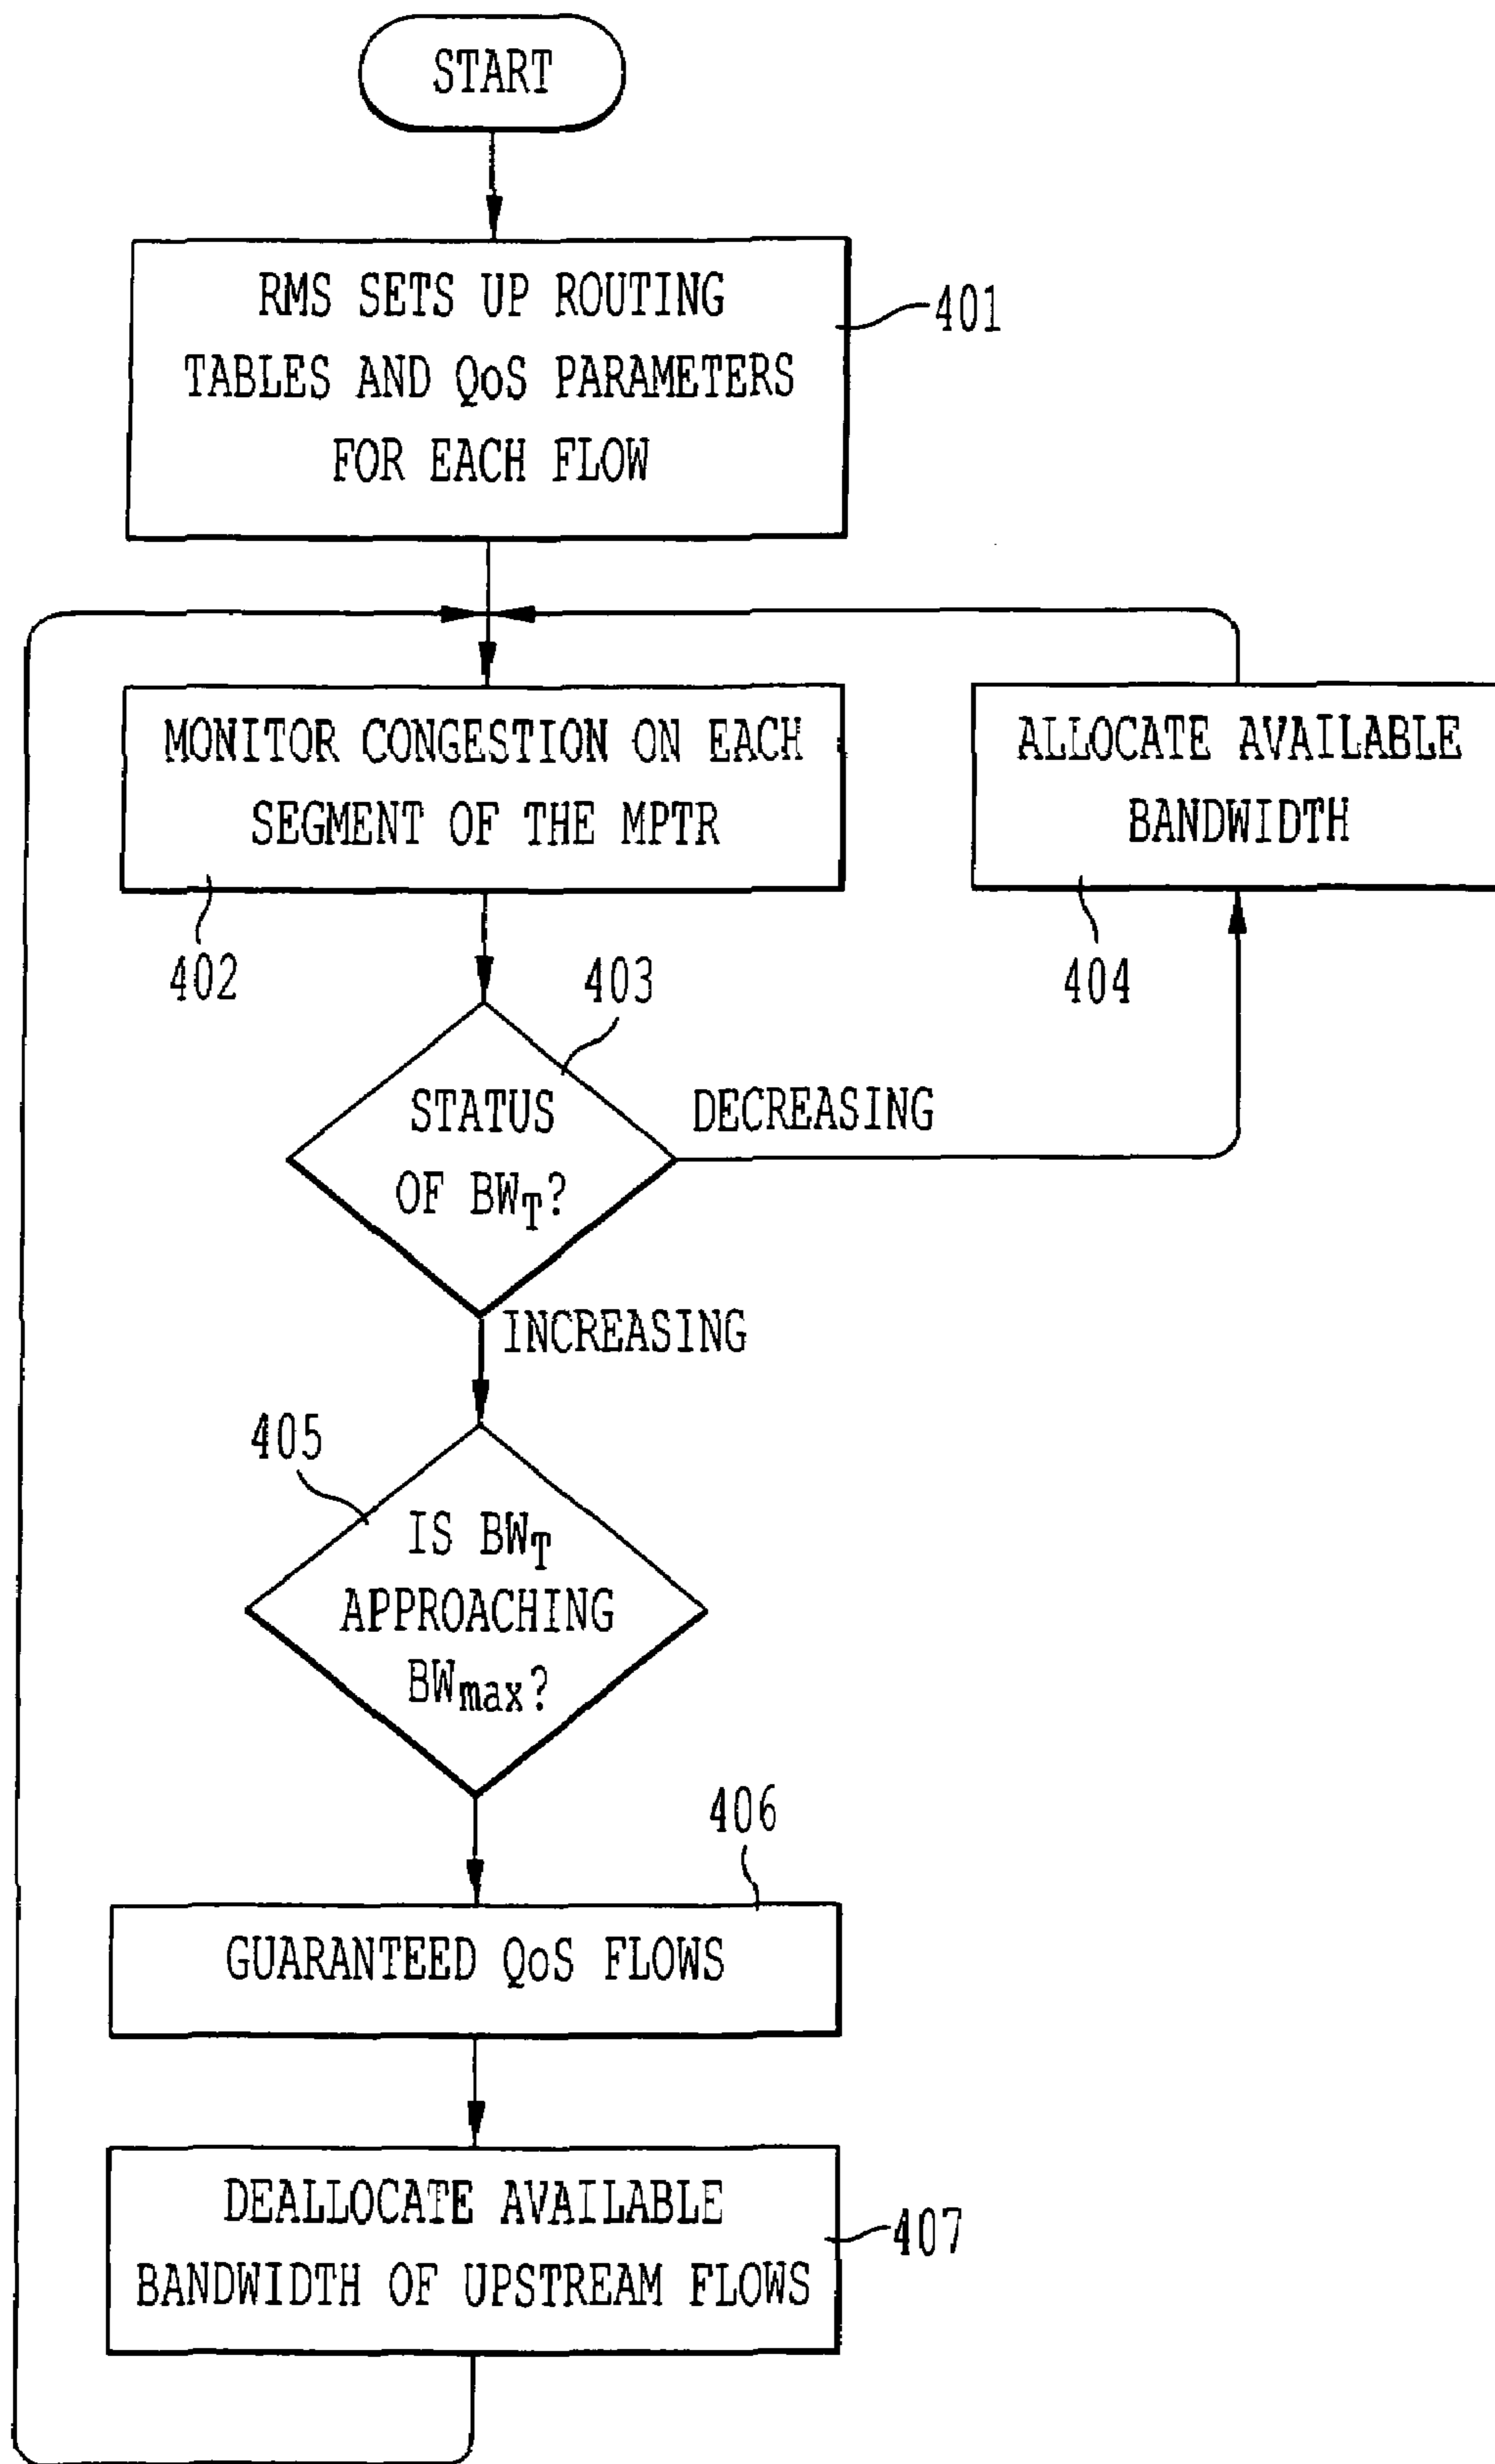 START
RMS SETS UP ROUTING
TABLES AND QoS PARAMETERS
FOR EACH FLOW
401
MONITOR CONGESTION ON EACH
SEGMENT OF THE MPTR
402
ALLOCATE AVAILABLE
BANDWIDTH
404
403
STATUS
OF BWT?
DECREASING
INCREASING
405
IS BWT
APPROACHING
BWmax?
406
GUARANTEED QoS FLOWS
DEALLOCATE AVAILABLE
BANDWIDTH OF UPSTREAM FLOWS
407